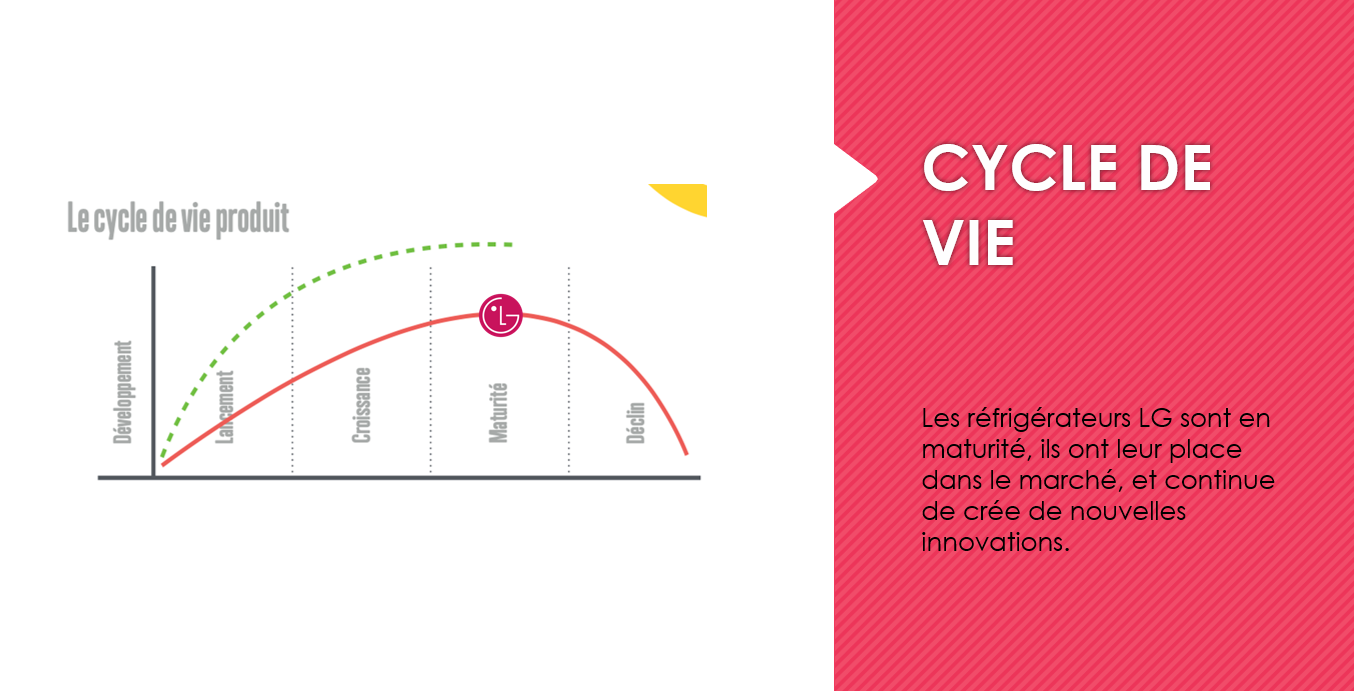 Le cycle de vie produit
Développement
Lancement
Croissance
Maturité
Déclin
LG
CYCLE DE
VIE
Les réfrigérateurs LG sont en
maturité, ils ont leur place
dans le marché, et continue
de crée de nouvelles
innovations.